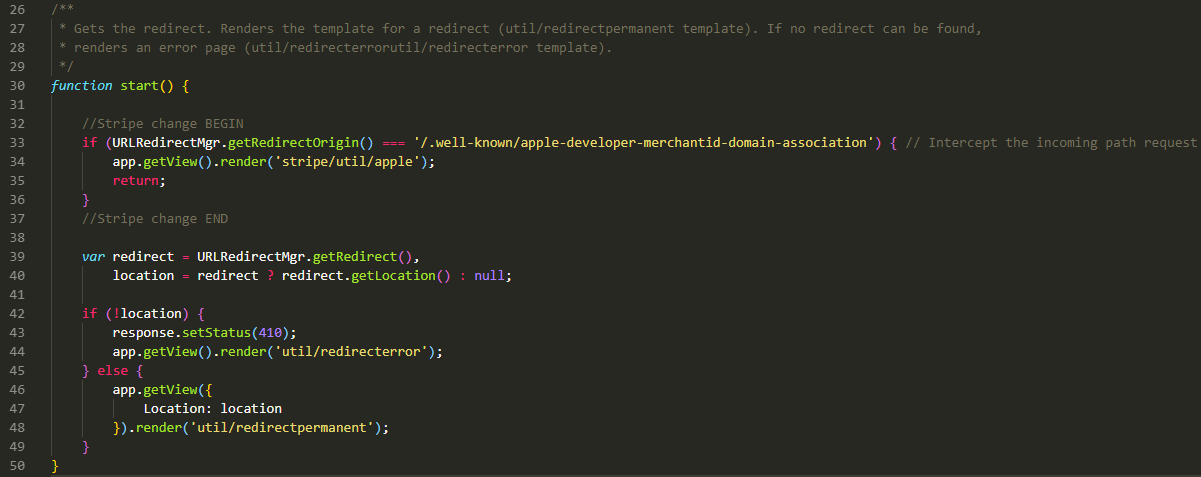 26 /**
27  * Gets the redirect. Renders the template for a redirect (util/redirectpermanent template). If no redirect can be found,
28  * renders an error page (util/redirecterrorutil/redirecterror template).
29  */
30 function start() {
31
32     //Stripe change BEGIN
33     if (URLRedirectMgr.getRedirectOrigin() === '/.well-known/apple-developer-merchantid-domain-association') { // Intercept the incoming path request
34         app.getView().render('stripe/util/apple');
35         return;
36     }
37     //Stripe change END
38
39     var redirect = URLRedirectMgr.getRedirect(),
40         location = redirect ? redirect.getLocation() : null;
41
42     if (!location) {
43         response.setStatus(410);
44         app.getView().render('util/redirecterror');
45     } else {
46         app.getView({
47             Location: location
48         }).render('util/redirectpermanent');
49     }
50 }